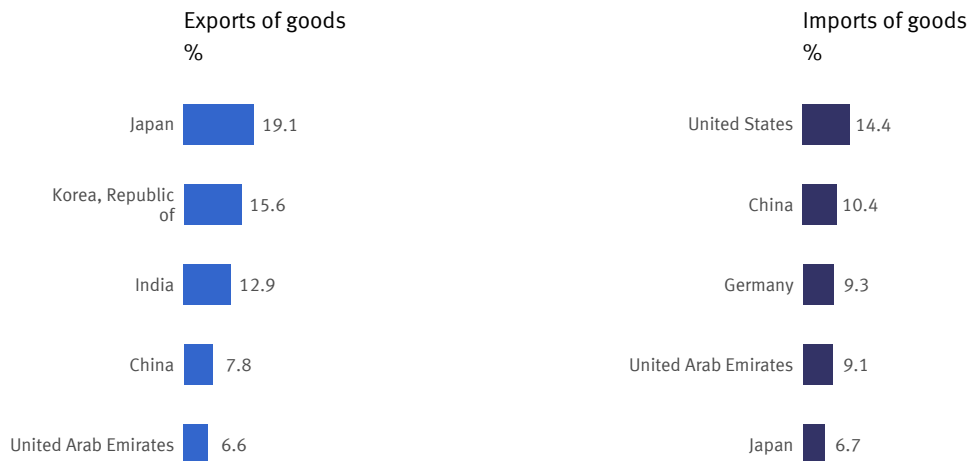 Exports of goods
%
Japan 19.1
Korea, Republic
of 15.6
India 12.9
China 7.8
United Arab Emirates 6.6
Imports of goods
%
United States 14.4
China 10.4
Germany 9.3
United Arab Emirates 9.1
Japan 6.7